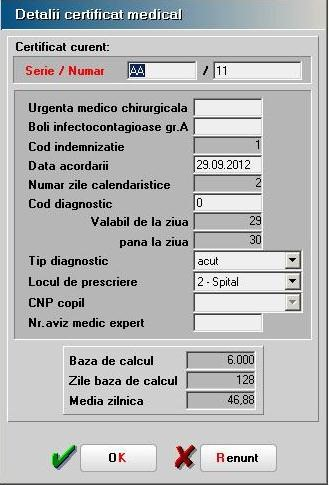 Detalii certificat medical
Certificat curent:
Serie / Numar AA / 11
Urgenta medico chirurgicala
Boli infectocontagioase gr.A
Cod indemnizatie 1
Data acordarii 29.09.2012
Numar zile calendaristice 2
Cod diagnostic 0
Valabil de la ziua 29
pana la ziua 30
Tip diagnostic acut
Locul de prescriere 2 - Spital
CNP copil
Nr.aviz medic expert
Baza de calcul 6.000
Zile baza de calcul 128
Media zilnica 46,88
OK Renunt